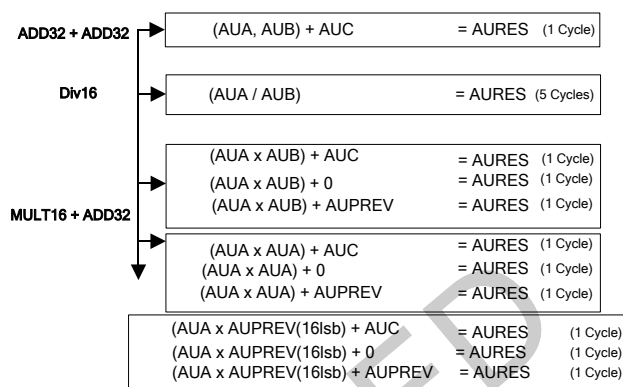 ADD32 + ADD32
(AUA, AUB) + AUC = AURES (1 Cycle)
Div16
(AUA / AUB) = AURES (5 Cycles)
MULT16 + ADD32
(AUA x AUB) + AUC = AURES (1 Cycle)
(AUA x AUB) + 0 = AURES (1 Cycle)
(AUA x AUB) + AUPREV = AURES (1 Cycle)
(AUA x AUA) + AUC = AURES (1 Cycle)
(AUA x AUA) + 0 = AURES (1 Cycle)
(AUA x AUA) + AUPREV = AURES (1 Cycle)
(AUA x AUPREV(16lsb) + AUC = AURES (1 Cycle)
(AUA x AUPREV(16lsb) + 0 = AURES (1 Cycle)
(AUA x AUPREV(16lsb) + AUPREV = AURES (1 Cycle)